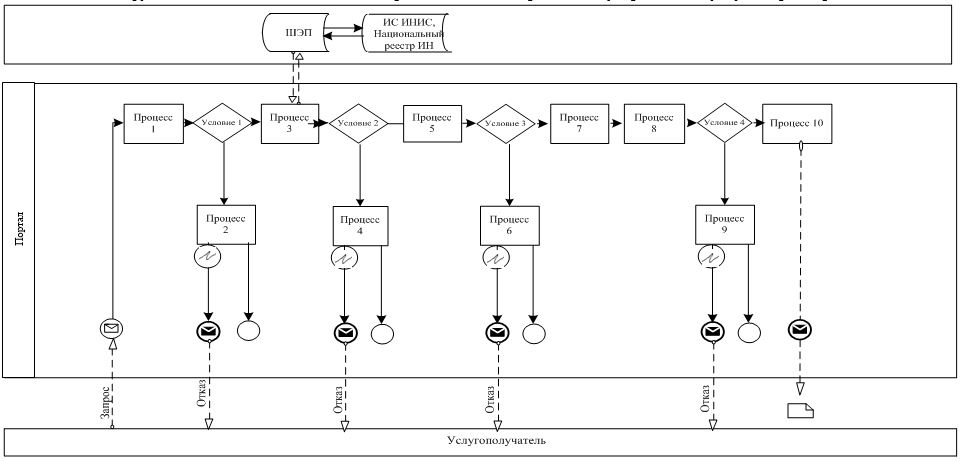 ШЭП
ИС ИНИС,
Национальный
реестр ИН
Портал
Процесс
1
Условие 1
Процесс
3
Условие 2
Процесс
5
Условие 3
Процесс
7
Процесс
8
Условие 4
Процесс 10
Процесс
2
Процесс
4
Процесс
6
Процесс
9
Запрос
Отказ
Отказ
Отказ
Отказ
Услугополучатель